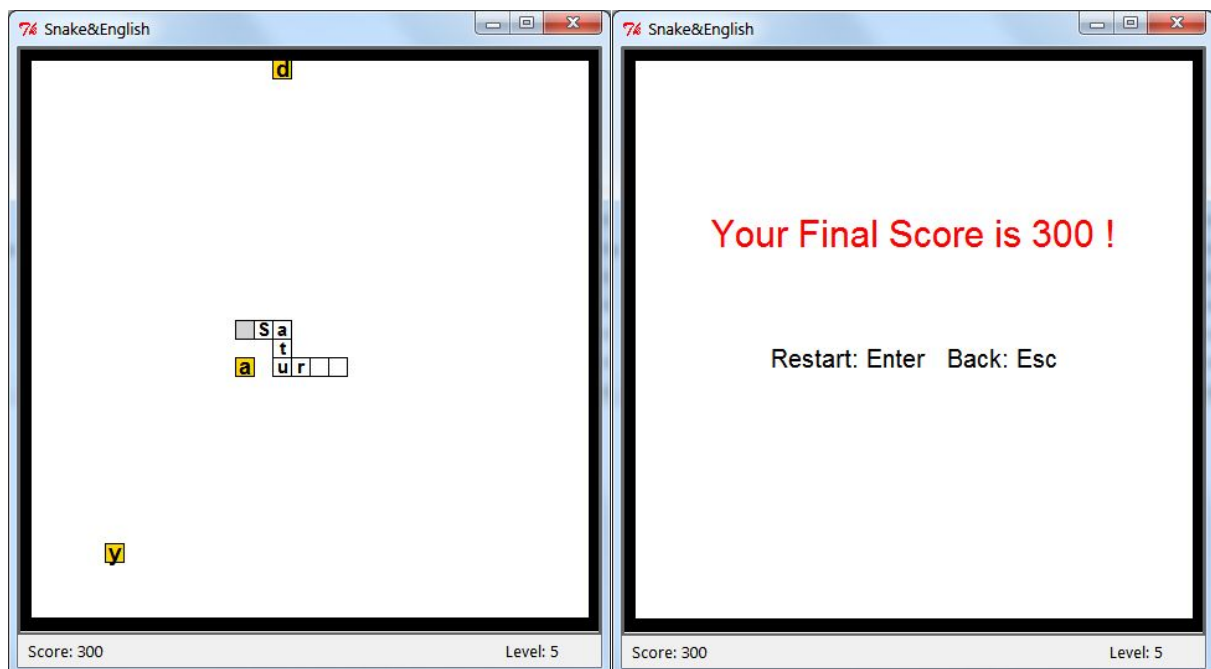 Snake&English
d
S a
t
a u r
y
Score: 300 Level: 5
Snake&English
Your Final Score is 300 !
Restart: Enter Back: Esc
Score: 300 Level: 5